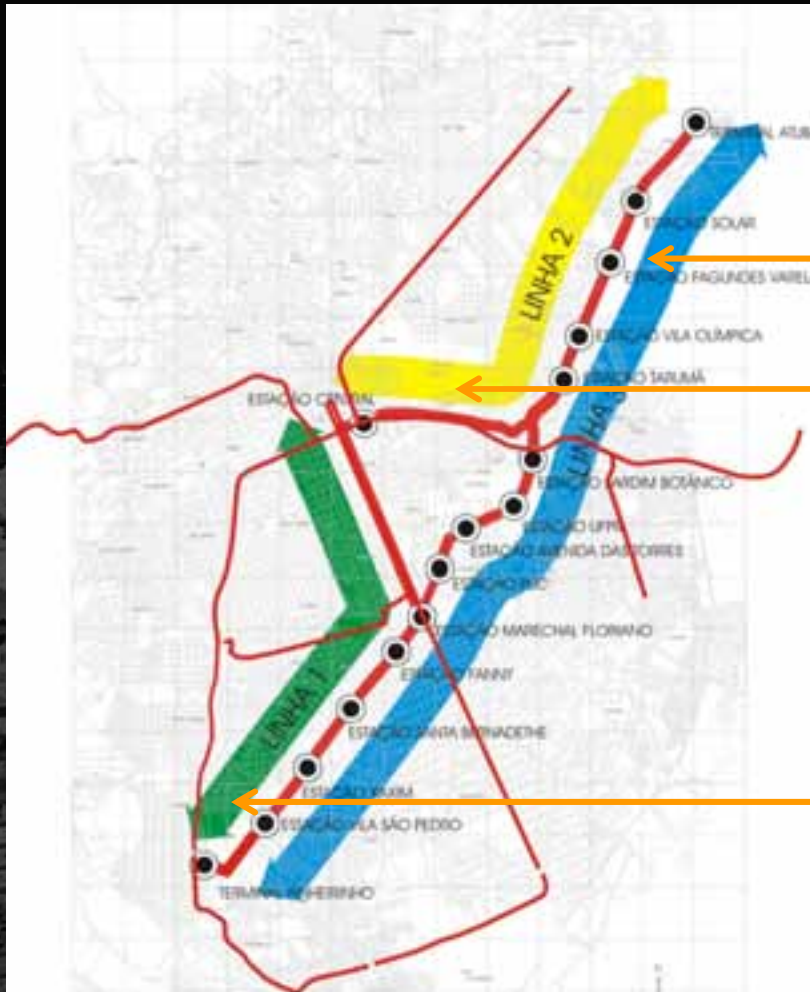 TERMINAL ATUBA
ESTAÇÃO SOLAR
ESTAÇÃO FAGUNDES VARELA
LINHA 2
ESTAÇÃO VILA OLÍMPICA
ESTAÇÃO TARUMÃ
ESTAÇÃO CENTRAL
LINHA 3
ESTAÇÃO JARDIM BOTÂNICO
ESTAÇÃO UFPR
ESTAÇÃO AVENIDA DAS TORRES
ESTAÇÃO PUC
ESTAÇÃO MARECHAL FLORIANO
ESTAÇÃO FANNY
LINHA 1
ESTAÇÃO SANTA BERNADETHE
ESTAÇÃO XAXIM
ESTAÇÃO VILA SÃO PEDRO
TERMINAL PINHEIRINHO